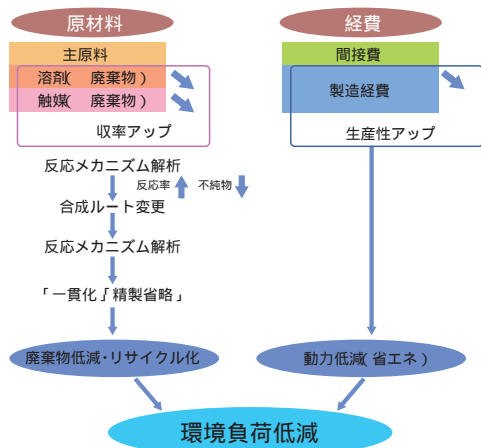 原材料
主原料
溶剤( 廃棄物)
触媒( 廃棄物)
収率アップ
反応メカニズム解析
反応率 不純物
合成ルート変更
反応メカニズム解析
「一貫化」「精製省略」
廃棄物低減・リサイクル化
経費
間接費
製造経費
生産性アップ
動力低減(省エネ)
環境負荷低減